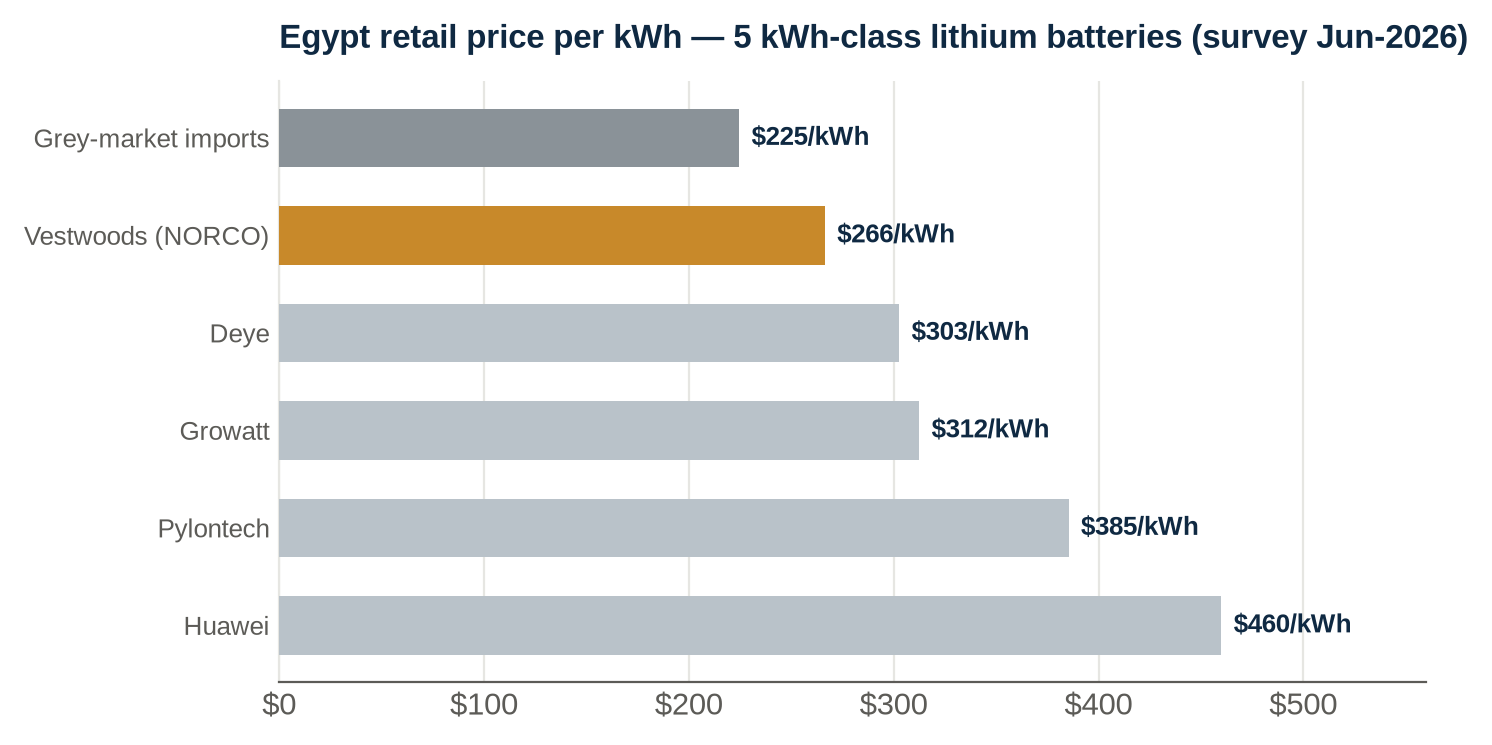 Egypt retail price per kWh — 5 kWh-class lithium batteries (survey Jun-2026)
Grey-market imports $225/kWh
Vestwoods (NORCO) $266/kWh
Deye $303/kWh
Growatt $312/kWh
Pylontech $385/kWh
Huawei $460/kWh
$0 $100 $200 $300 $400 $500